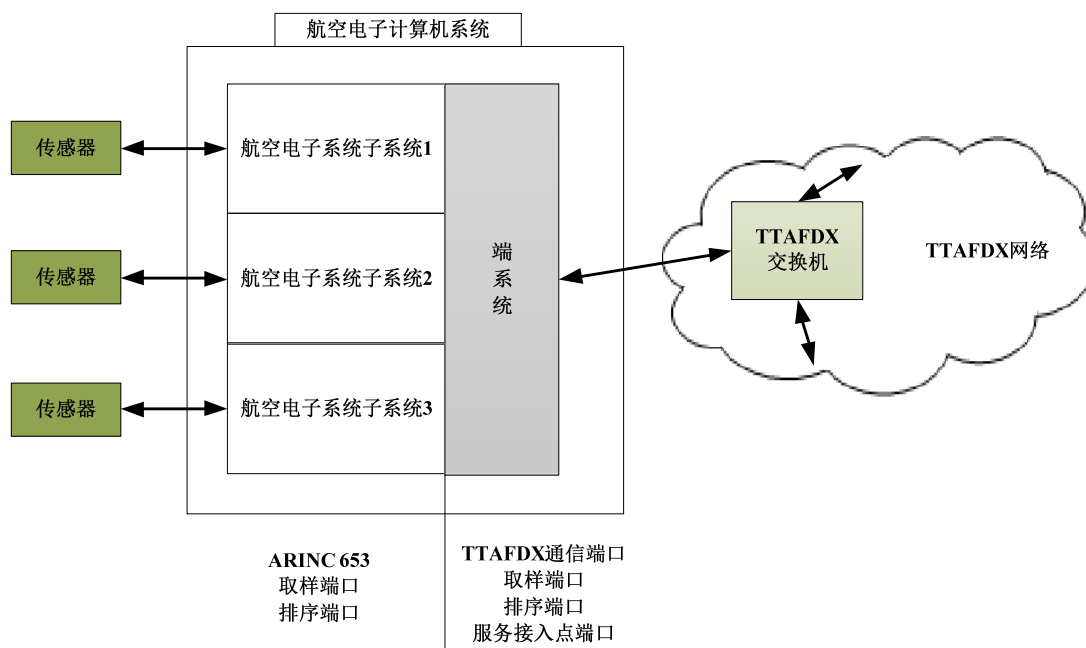 航空电子计算机系统
传感器
航空电子系统子系统1
传感器
航空电子系统子系统2
传感器
航空电子系统子系统3
端
系
统
TTAFDX
交换机
TTAFDX网络
ARINC 653
取样端口
排序端口
TTAFDX通信端口
取样端口
排序端口
服务接入点端口